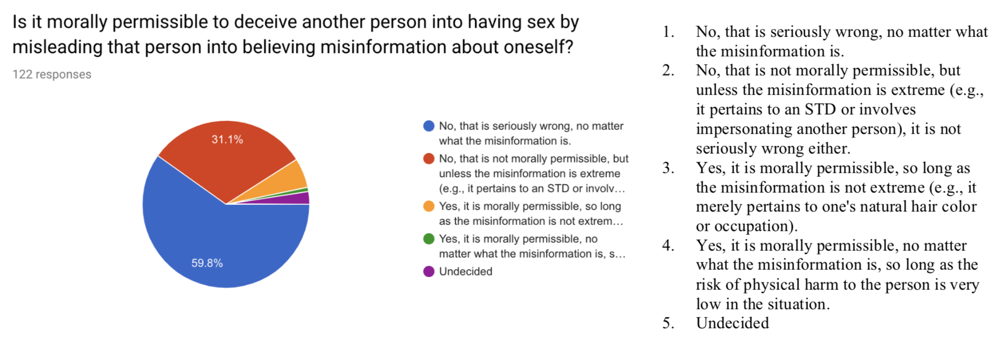 Is it morally permissible to deceive another person into having sex by
misleading that person into believing misinformation about oneself?
122 responses
31.1%
59.8%
No, that is seriously wrong, no matter
what the misinformation is.
No, that is not morally permissible, but
unless the misinformation is extreme
(e.g., it pertains to an STD or involv...
Yes, it is morally permissible, so long
as the misinformation is not extrem...
Yes, it is morally permissible, no
matter what the misinformation is, s...
Undecided
1. No, that is seriously wrong, no matter what
the misinformation is.
2. No, that is not morally permissible, but
unless the misinformation is extreme (e.g.,
it pertains to an STD or involves
impersonating another person), it is not
seriously wrong either.
3. Yes, it is morally permissible, so long as
the misinformation is not extreme (e.g., it
merely pertains to one's natural hair color
or occupation).
4. Yes, it is morally permissible, no matter
what the misinformation is, so long as the
risk of physical harm to the person is very
low in the situation.
5. Undecided